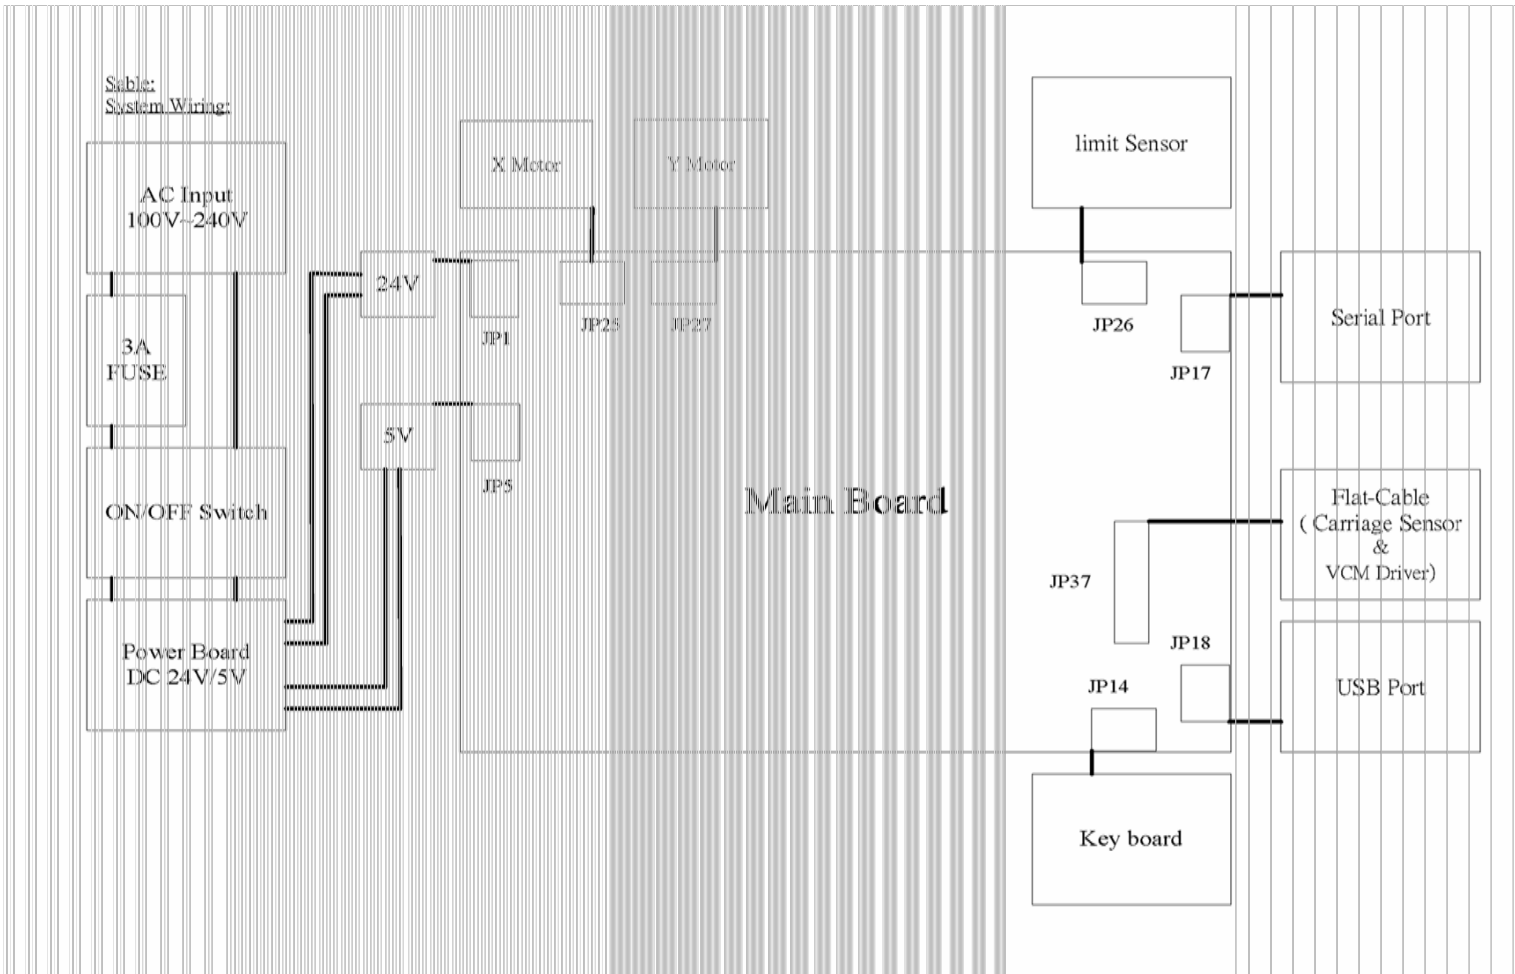 Sable:
System Wiring:
AC Input
100V~240V
3A
FUSE
ON/OFF Switch
Power Board
DC 24V/5V
24V
5V
X Motor
Y Motor
JP1
JP25
JP27
JP5
Main Board
limit Sensor
JP26
JP17
Serial Port
Flat-Cable
( Carriage Sensor
&
VCM Driver)
JP37
JP18
JP14
USB Port
Key board